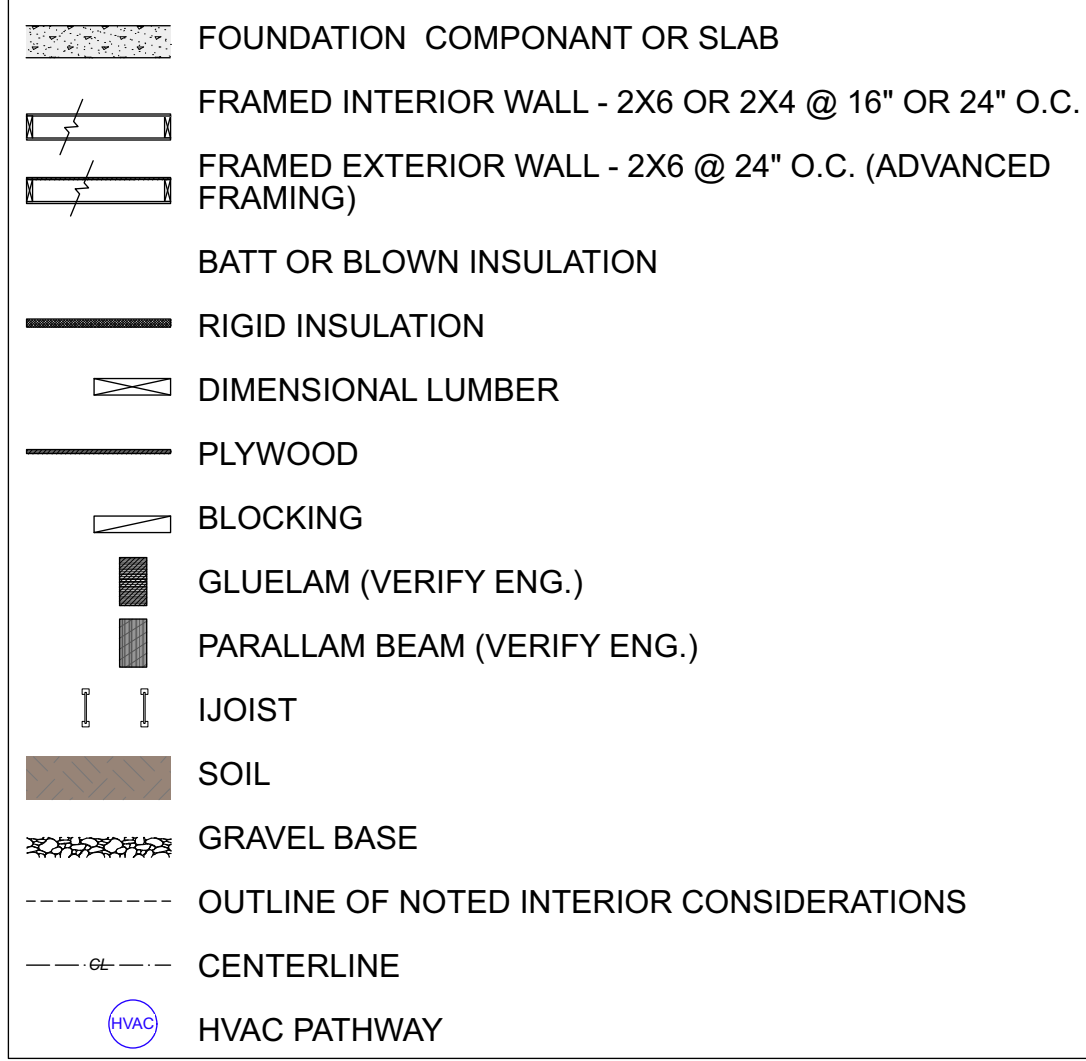 FOUNDATION COMPONANT OR SLAB
FRAMED INTERIOR WALL - 2X6 OR 2X4 @ 16" OR 24" O.C.
FRAMED EXTERIOR WALL - 2X6 @ 24" O.C. (ADVANCED
FRAMING)
BATT OR BLOWN INSULATION
RIGID INSULATION
DIMENSIONAL LUMBER
PLYWOOD
BLOCKING
GLUELAM (VERIFY ENG.)
PARALLAM BEAM (VERIFY ENG.)
IJOIST
SOIL
GRAVEL BASE
OUTLINE OF NOTED INTERIOR CONSIDERATIONS
CL CENTERLINE
HVAC HVAC PATHWAY